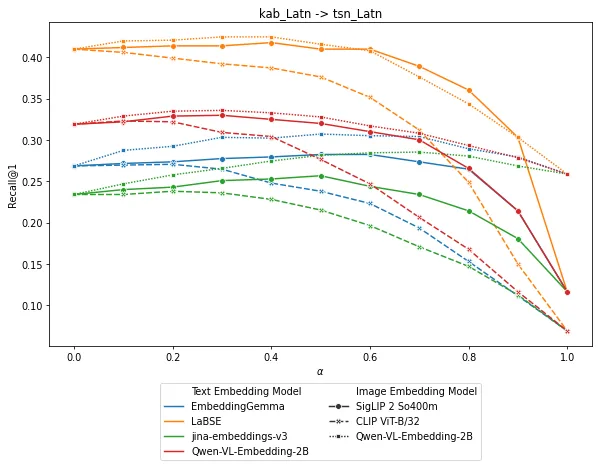 kab_Latn -> tsn_Latn
Recall@1
0.40
0.35
0.30
0.25
0.20
0.15
0.10
0.0 0.2 0.4 0.6 0.8 1.0
α
Text Embedding Model
EmbeddingGemma
LaBSE
jina-embeddings-v3
Qwen-VL-Embedding-2B
Image Embedding Model
SigLIP 2 So400m
CLIP ViT-B/32
Qwen-VL-Embedding-2B